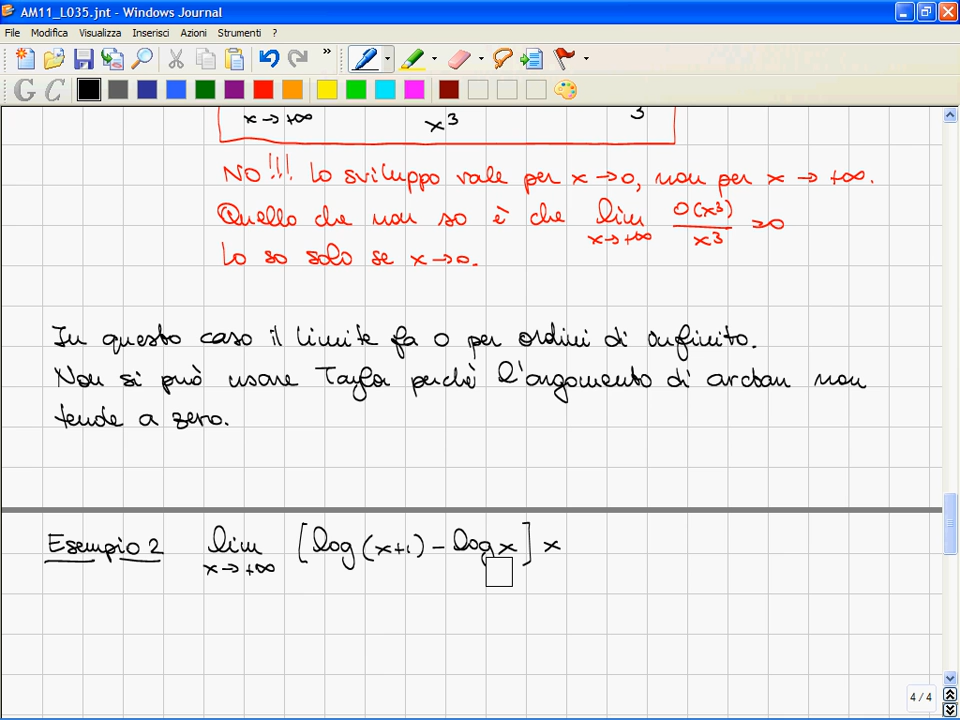 AM11_L035.jnt - Windows Journal
File Modifica Visualizza Inserisci Azioni Strumenti ?
»
G C
x→+∞ x³ 3
NO!!! Lo sviluppo vale per x→0, non per x→+∞.
Quello che non so è che lim x→+∞ O(x³)/x³ =0
Lo so solo se x→0.
In questo caso il limite fa 0 per ordini di infinito.
Non si può usare Taylor perché l'argomento di arctan non
tende a zero.
Esempio 2 lim x→+∞ [log(x+1) - log x] x
4 / 4